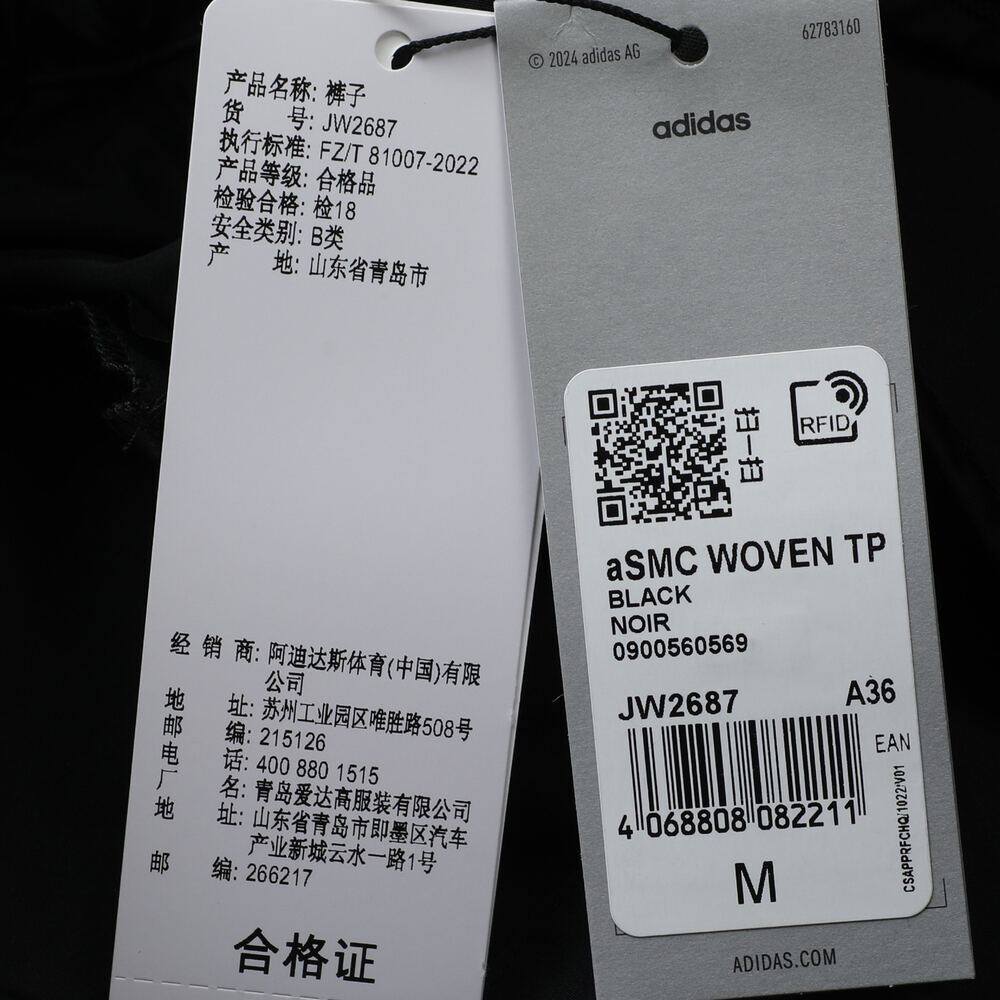 产品名称: 裤子
货 号: JW2687
执行标准: FZ/T 81007-2022
产品等级: 合格品
检验合格: 检18
安全类别: B类
产 地: 山东省青岛市
经 销 商: 阿迪达斯体育(中国)有限
公司
地 址: 苏州工业园区唯胜路508号
邮 编: 215126
电 话: 400 880 1515
厂 名: 青岛爱达高服装有限公司
地 址: 山东省青岛市即墨区汽车
产业新城云水一路1号
邮 编: 266217
合格证
© 2024 adidas AG
62783160
adidas
扫一扫
RFID
aSMC WOVEN TP
BLACK
NOIR
0900560569
JW2687 A36
EAN
4 068808 082211
CSAPPRFCHQ/1022/V01
M
ADIDAS.COM